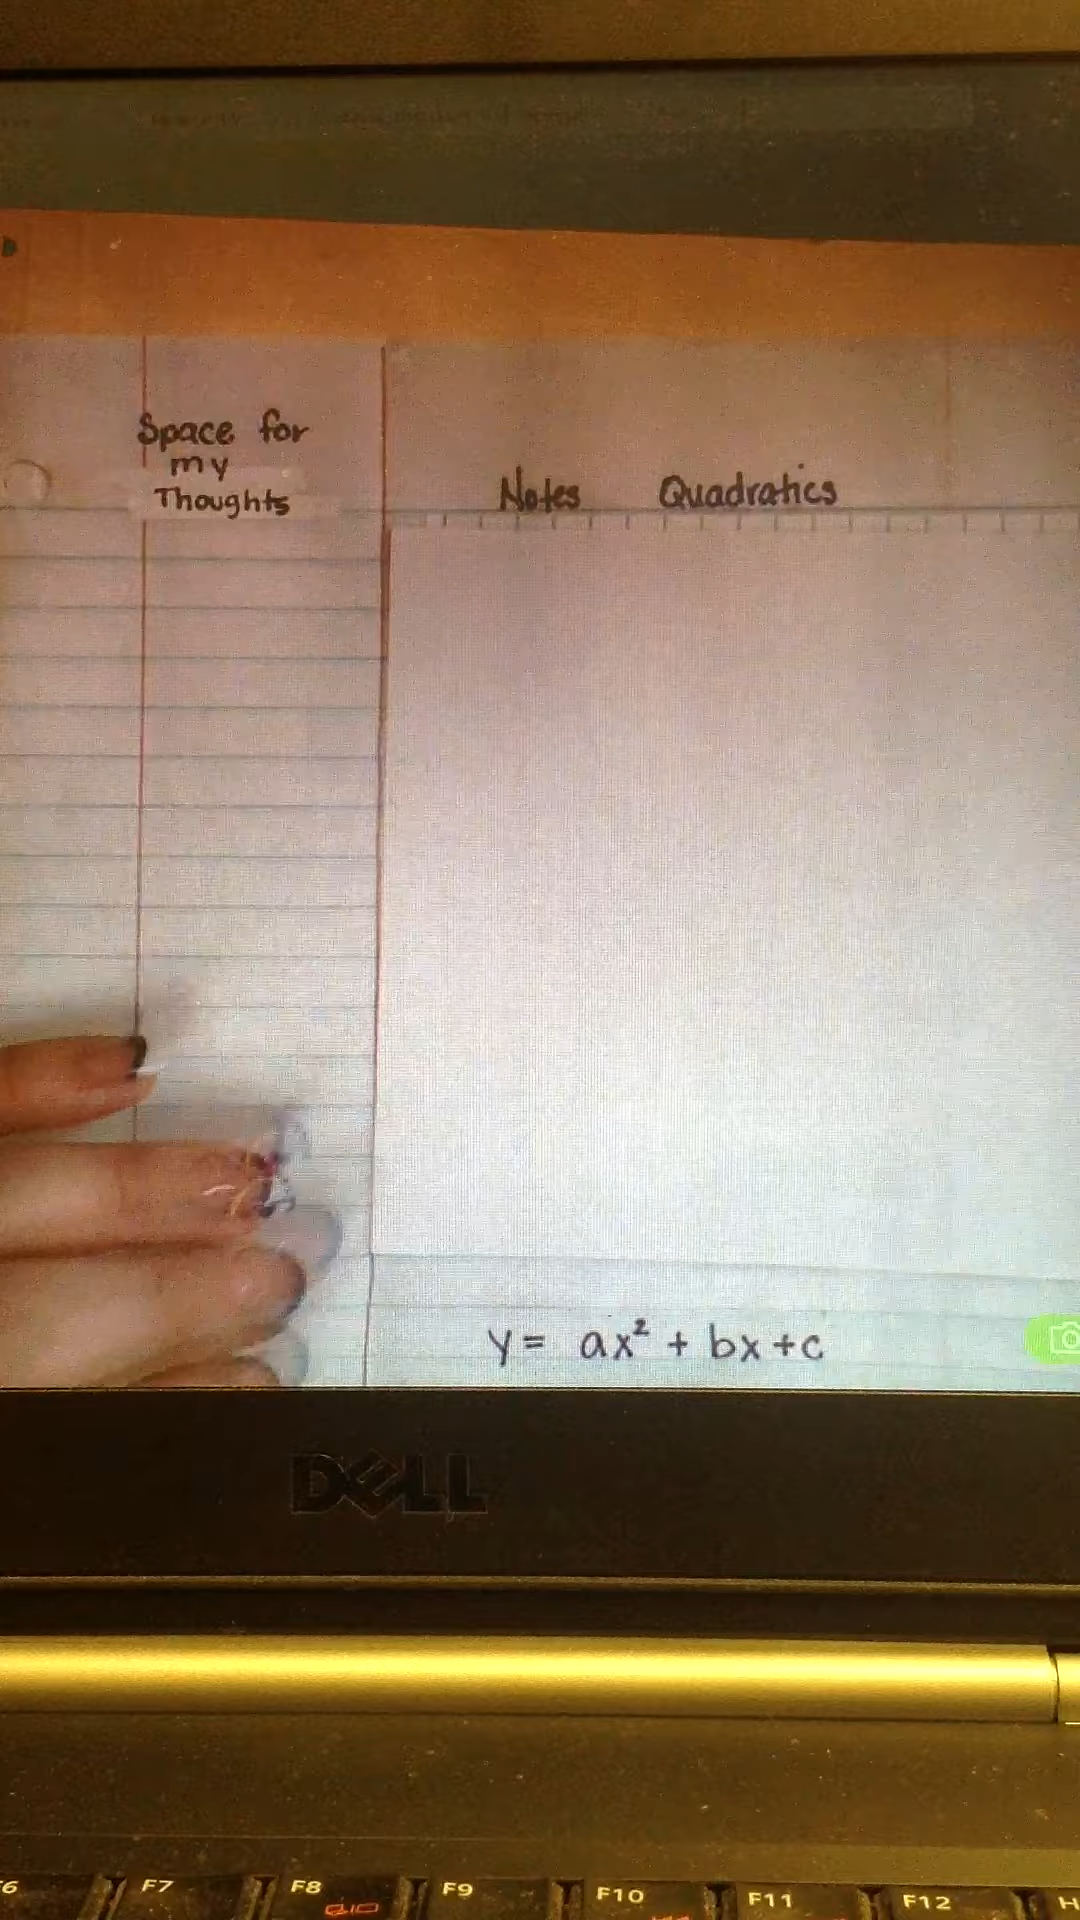 Space for
my
Thoughts
Notes Quadratics
y = ax² + bx + c
DELL
F7 F8 F9 F10 F11 F12